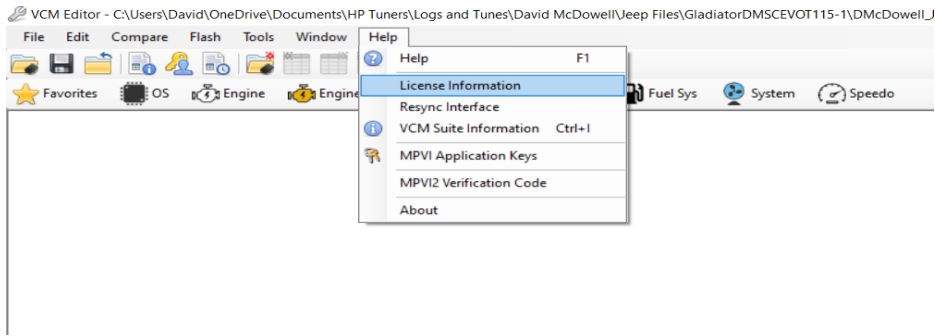 VCM Editor - C:\Users\David\OneDrive\Documents\HP Tuners\Logs and Tunes\David McDowell\Jeep Files\GladiatorDMSCEVOT115-1\DMcDowell_J
File Edit Compare Flash Tools Window Help
Help F1
License Information
Favorites OS Engine Engine Fuel Sys System Speedo
Resync Interface
VCM Suite Information Ctrl+I
MPVI Application Keys
MPVI2 Verification Code
About